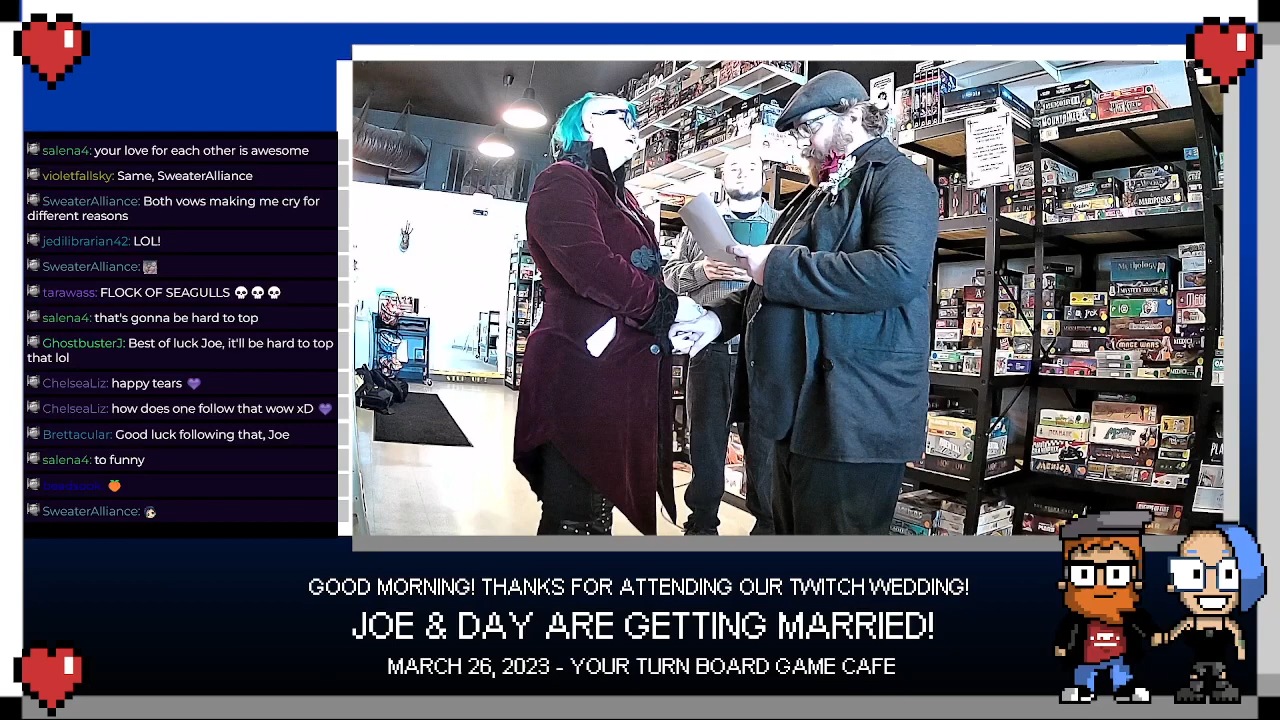 salena4: your love for each other is awesome
violetfallsky: Same, SweaterAlliance
SweaterAlliance: Both vows making me cry for
different reasons
jedilibrarian42: LOL!
SweaterAlliance:
tarawass: FLOCK OF SEAGULLS 💀💀💀
salena4: that's gonna be hard to top
GhostbusterJ: Best of luck Joe, it'll be hard to top
that lol
ChelseaLiz: happy tears 💜
ChelseaLiz: how does one follow that wow xD 💜
Brettacular: Good luck following that, Joe
salena4: to funny
🍊
SweaterAlliance:
Mythology
MAGE WARS
GOOD MORNING! THANKS FOR ATTENDING OUR TWITCH WEDDING!
JOE & DAY ARE GETTING MARRIED!
MARCH 26, 2023 - YOUR TURN BOARD GAME CAFE